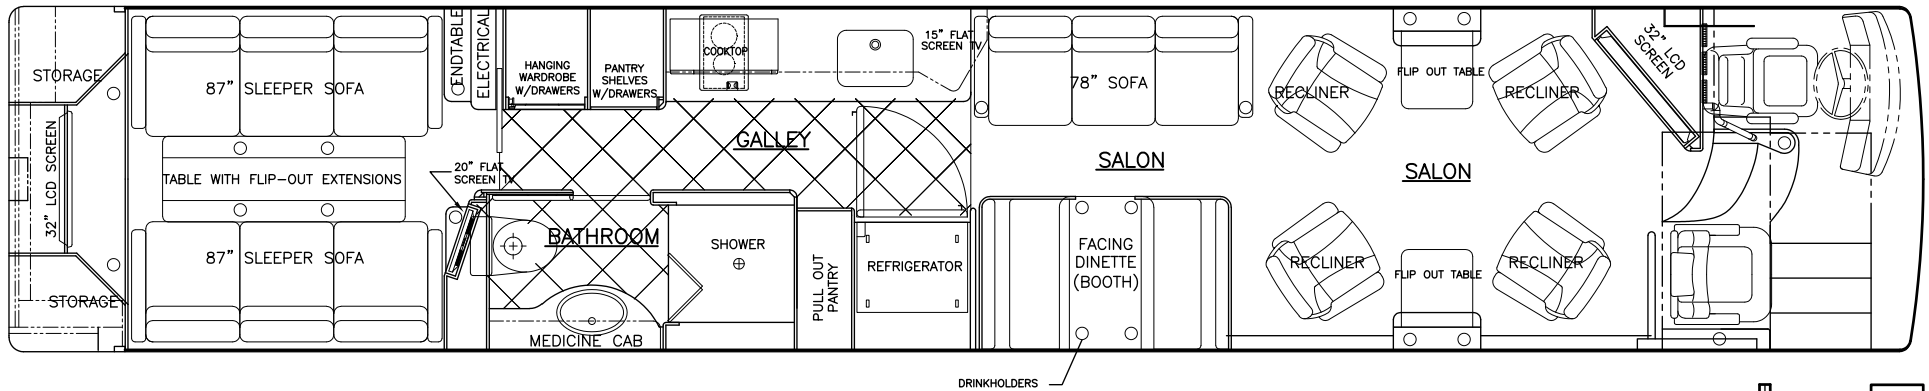 STORAGE
32" LCD SCREEN
STORAGE
87" SLEEPER SOFA
TABLE WITH FLIP-OUT EXTENSIONS
87" SLEEPER SOFA
ENDTABLE
ELECTRICAL
20" FLAT
SCREEN TV
HANGING
WARDROBE
W/DRAWERS
PANTRY
SHELVES
W/DRAWERS
COOKTOP
15" FLAT
SCREEN TV
GALLEY
BATHROOM
MEDICINE CAB
SHOWER
PULL OUT
PANTRY
REFRIGERATOR
78" SOFA
SALON
FACING
DINETTE
(BOOTH)
DRINKHOLDERS
RECLINER
FLIP OUT TABLE
RECLINER
SALON
RECLINER
FLIP OUT TABLE
RECLINER
32" LCD
SCREEN